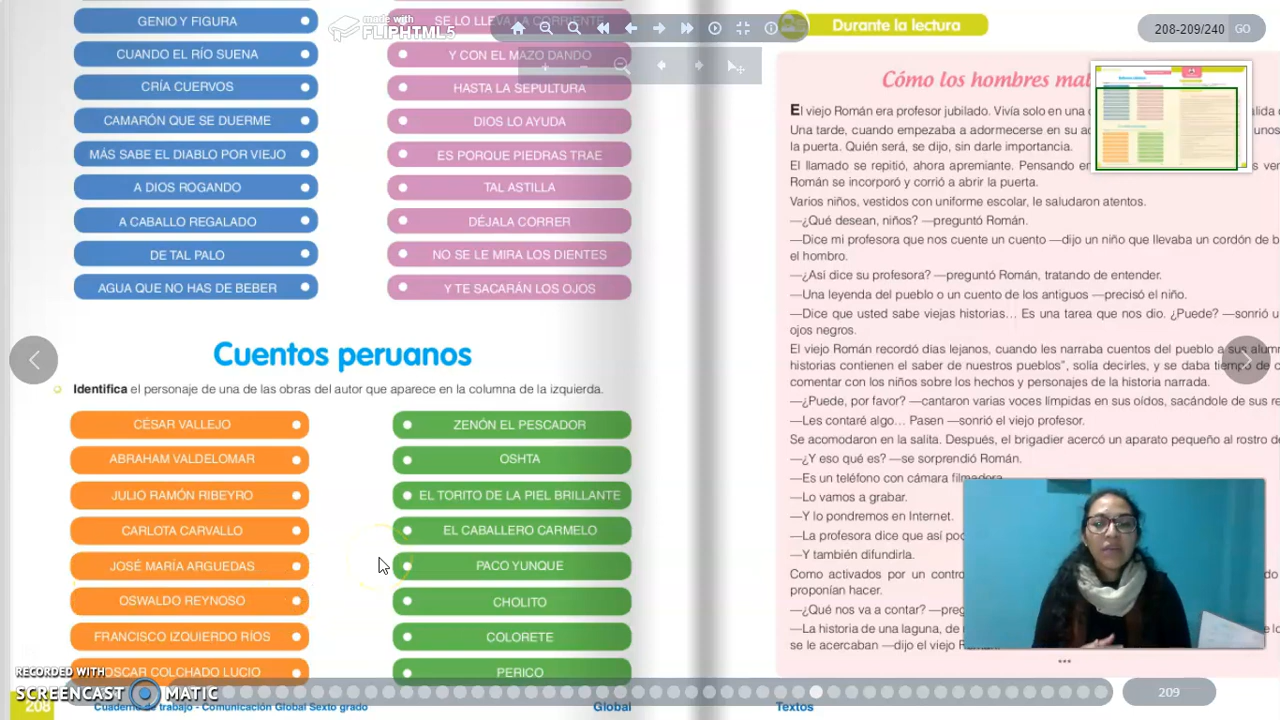 GENIO Y FIGURA
CUANDO EL RÍO SUENA
CRÍA CUERVOS
CAMARÓN QUE SE DUERME
MÁS SABE EL DIABLO POR VIEJO
A DIOS ROGANDO
A CABALLO REGALADO
DE TAL PALO
AGUA QUE NO HAS DE BEBER
SE LO LLEVA LA CORRIENTE
Y CON EL MAZO DANDO
HASTA LA SEPULTURA
DIOS LO AYUDA
ES PORQUE PIEDRAS TRAE
TAL ASTILLA
DÉJALA CORRER
NO SE LE MIRA LOS DIENTES
Y TE SACARÁN LOS OJOS
made with
FLIPHTML5
Cuentos peruanos
Identifica el personaje de una de las obras del autor que aparece en la columna de la izquierda.
CÉSAR VALLEJO
ABRAHAM VALDELOMAR
JULIO RAMÓN RIBEYRO
CARLOTA CARVALLO
JOSÉ MARÍA ARGUEDAS
OSWALDO REYNOSO
FRANCISCO IZQUIERDO RÍOS
OSCAR COLCHADO LUCIO
ZENÓN EL PESCADOR
OSHTA
EL TORITO DE LA PIEL BRILLANTE
EL CABALLERO CARMELO
PACO YUNQUE
CHOLITO
COLORETE
PERICO
RECORDED WITH
SCREENCAST MATIC
208
Cuaderno de trabajo - Comunicación Global Sexto grado
Global
Durante la lectura
208-209/240 GO
Cómo los hombres mat
El viejo Román era profesor jubilado. Vivía solo en una
Una tarde, cuando empezaba a adormecerse en su unos
la puerta. Quién será, se dijo, sin darle importancia.
El llamado se repitió, ahora apremiante. Pensando en
Román se incorporó y corrió a abrir la puerta.
Varios niños, vestidos con uniforme escolar, le saludaron atentos.
—¿Qué desean, niños? —preguntó Román.
—Dice mi profesora que nos cuente un cuento —dijo un niño que llevaba un cordón de
el hombro.
—¿Así dice su profesora? —preguntó Román, tratando de entender.
—Una leyenda del pueblo o un cuento de los antiguos —precisó el niño.
—Dice que usted sabe viejas historias... Es una tarea que nos dio. ¿Puede? —sonrió
ojos negros.
El viejo Román recordó días lejanos, cuando les narraba cuentos del pueblo a sus
historias contienen el saber de nuestros pueblos", solía decirles, y se daba tiempo de
comentar con los niños sobre los hechos y personajes de la historia narrada.
—¿Puede, por favor? —cantaron varias voces límpidas en sus oídos, sacándole de sus
—Les contaré algo... Pasen —sonrió el viejo profesor.
Se acomodaron en la salita. Después, el brigadier acercó un aparato pequeño al rostro
—¿Y eso qué es? —se sorprendió Román.
—Es un teléfono con cámara filmadora.
—Lo vamos a grabar.
—Y lo pondremos en Internet.
—La profesora dice que así
—Y también difundirla.
Como activados por un
proponían hacer.
—¿Qué nos va a contar?
—La historia de una laguna, de
se le acercaban —dijo el viejo
•••
209
Textos